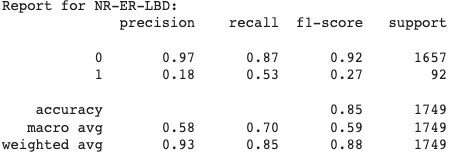 Report for NR-ER-LBD:
precision recall f1-score support
0 0.97 0.87 0.92 1657
1 0.18 0.53 0.27 92
accuracy 0.85 1749
macro avg 0.58 0.70 0.59 1749
weighted avg 0.93 0.85 0.88 1749